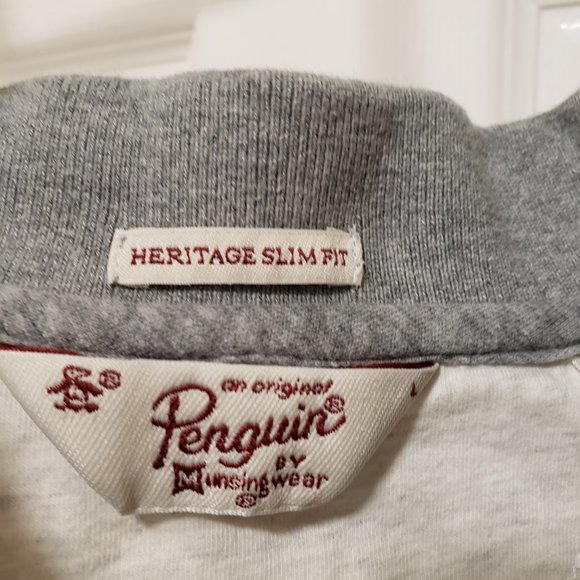 HERITAGE SLIM FIT
®
an original
Penguin®
BY
Munsingwear
®
L